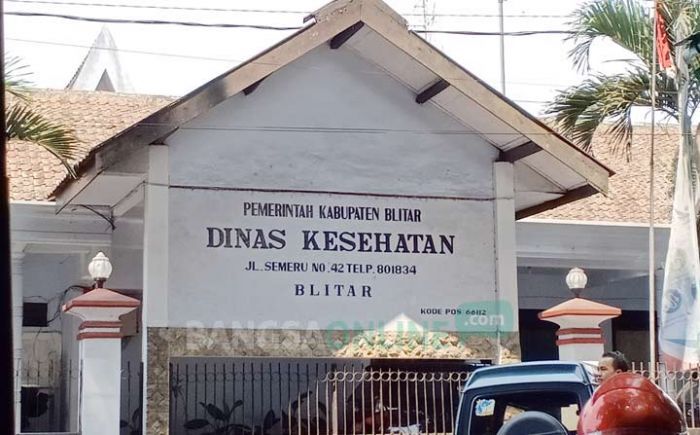 PEMERINTAH KABUPATEN BLITAR
DINAS KESEHATAN
JL. SEMERU NO. 42 TELP. 801834
BLITAR
KODE POS 66112
BANGSAONLINE.com